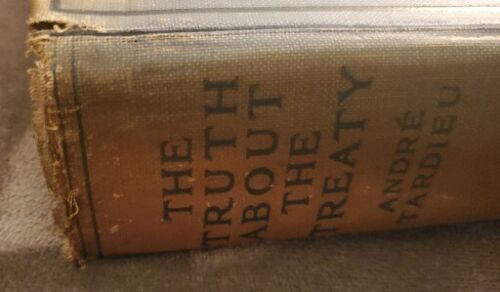 THE
TRUTH
ABOUT
THE
TREATY
ANDRÉ
TARDIEU